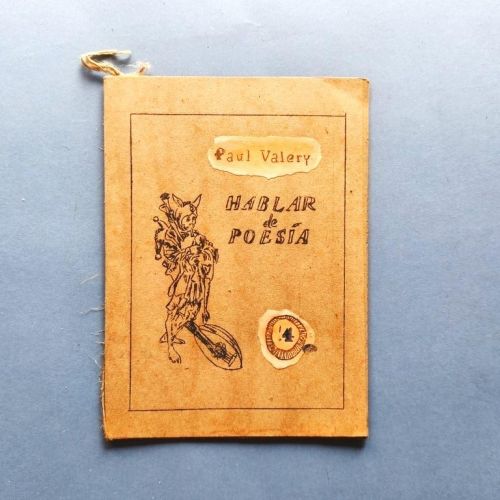 Paul Valery
HABLAR
de
POESÍA
4